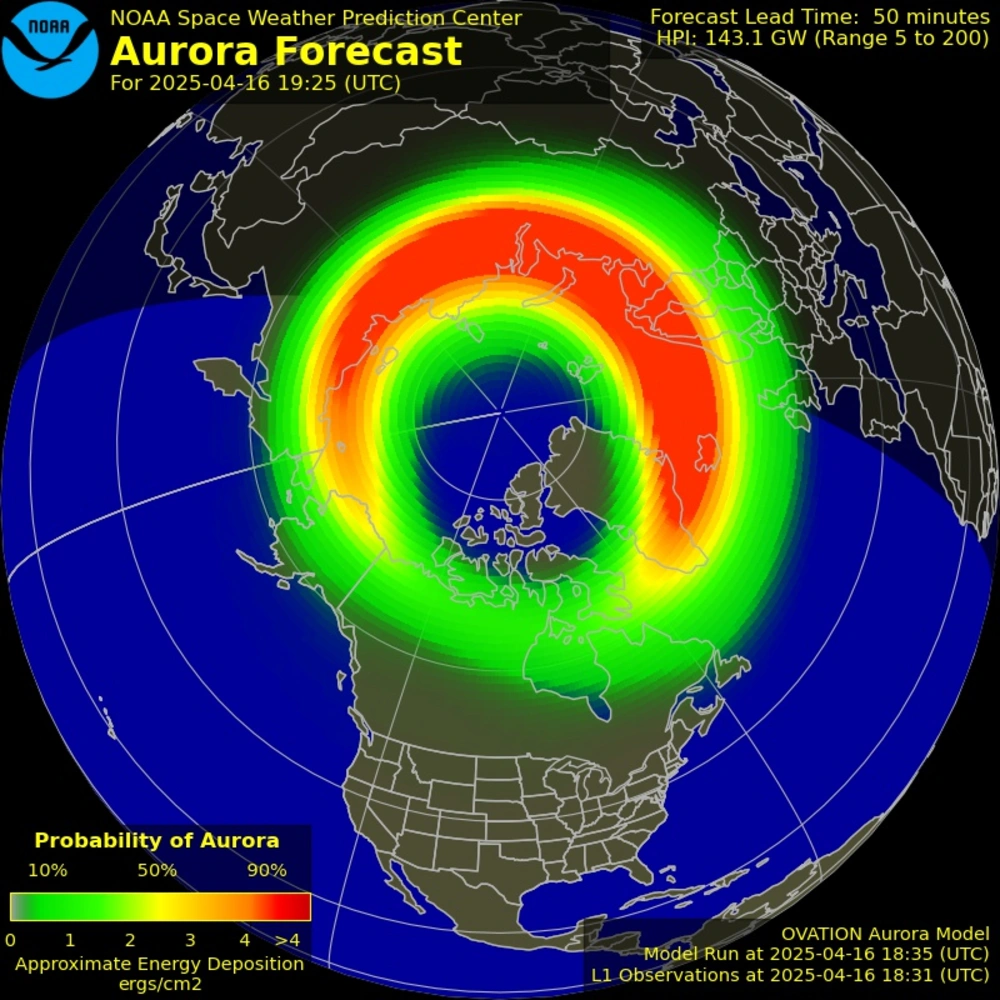 NOAA
NOAA Space Weather Prediction Center
Aurora Forecast
For 2025-04-16 19:25 (UTC)
Forecast Lead Time: 50 minutes
HPI: 143.1 GW (Range 5 to 200)
Probability of Aurora
10% 50% 90%
0 1 2 3 4 >4
Approximate Energy Deposition
ergs/cm2
OVATION Aurora Model
Model Run at 2025-04-16 18:35 (UTC)
L1 Observations at 2025-04-16 18:31 (UTC)